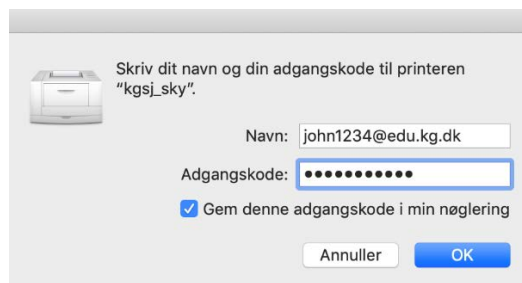 Skriv dit navn og din adgangskode til printeren
“kgsj_sky”.
Navn: john1234@edu.kg.dk
Adgangskode: •••••••••••
Gem denne adgangskode i min nøglering
Annuller OK